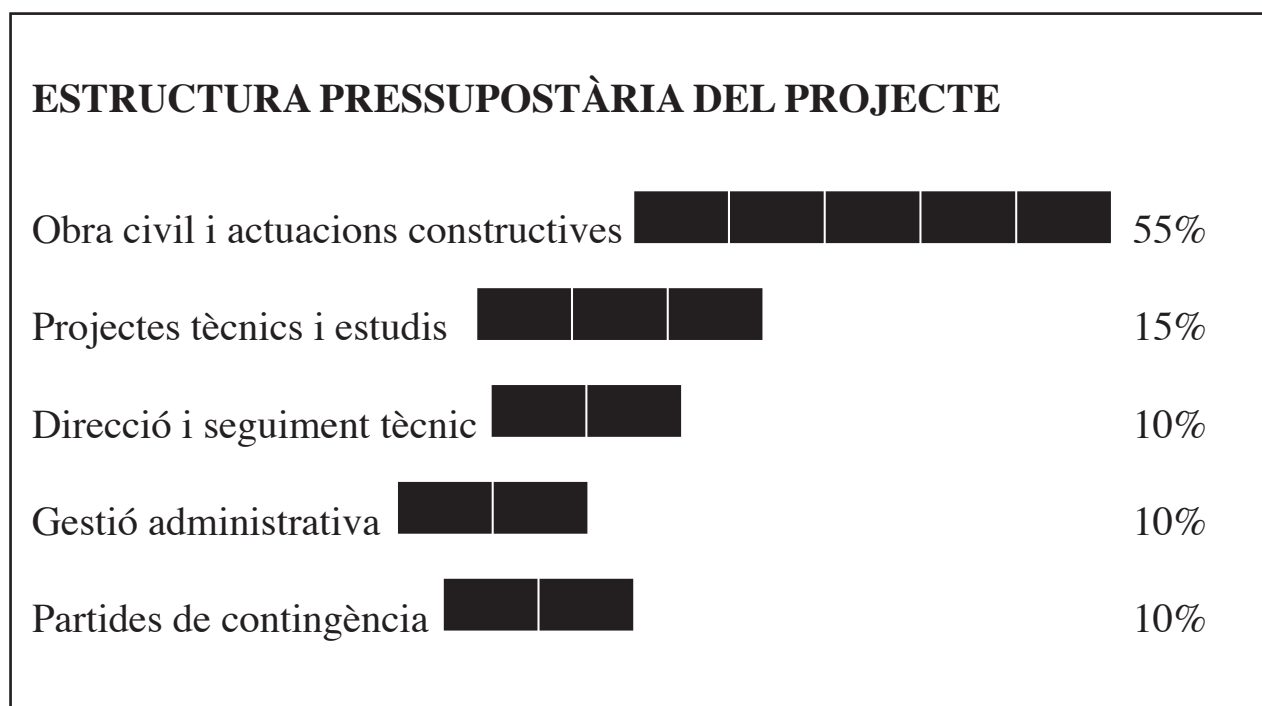 ESTRUCTURA PRESSUPOSTÀRIA DEL PROJECTE
Obra civil i actuacions constructives 55%
Projectes tècnics i estudis 15%
Direcció i seguiment tècnic 10%
Gestió administrativa 10%
Partides de contingència 10%